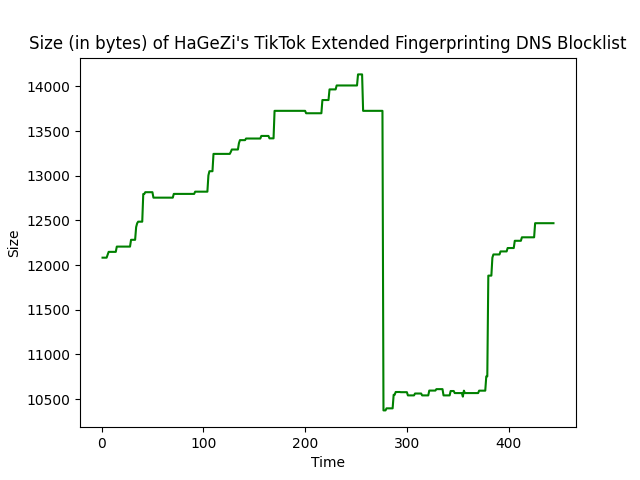 Size (in bytes) of HaGeZi's TikTok Extended Fingerprinting DNS Blocklist
14000
13500
13000
12500
12000
11500
11000
10500
Size
0 100 200 300 400
Time